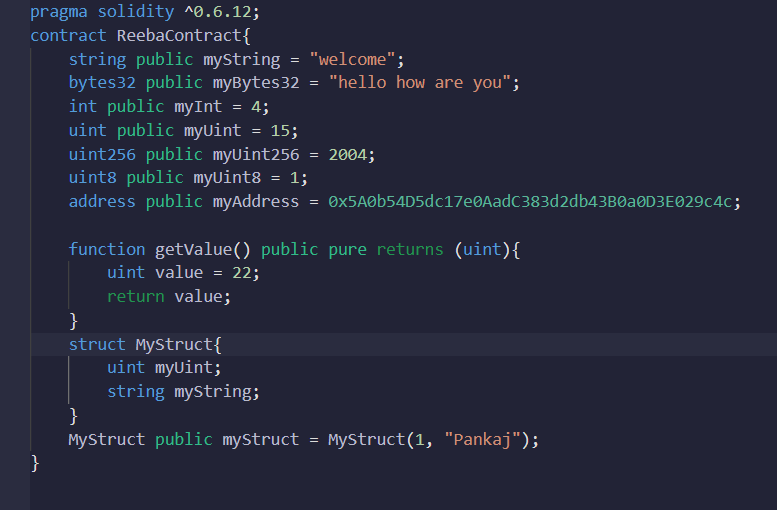 pragma solidity ^0.6.12;
contract ReebaContract{
    string public myString = "welcome";
    bytes32 public myBytes32 = "hello how are you";
    int public myInt = 4;
    uint public myUint = 15;
    uint256 public myUint256 = 2004;
    uint8 public myUint8 = 1;
    address public myAddress = 0x5A0b54D5dc17e0AadC383d2db43B0a0D3E029c4c;

    function getValue() public pure returns (uint){
        uint value = 22;
        return value;
    }
    struct MyStruct{
        uint myUint;
        string myString;
    }
    MyStruct public myStruct = MyStruct(1, "Pankaj");
}